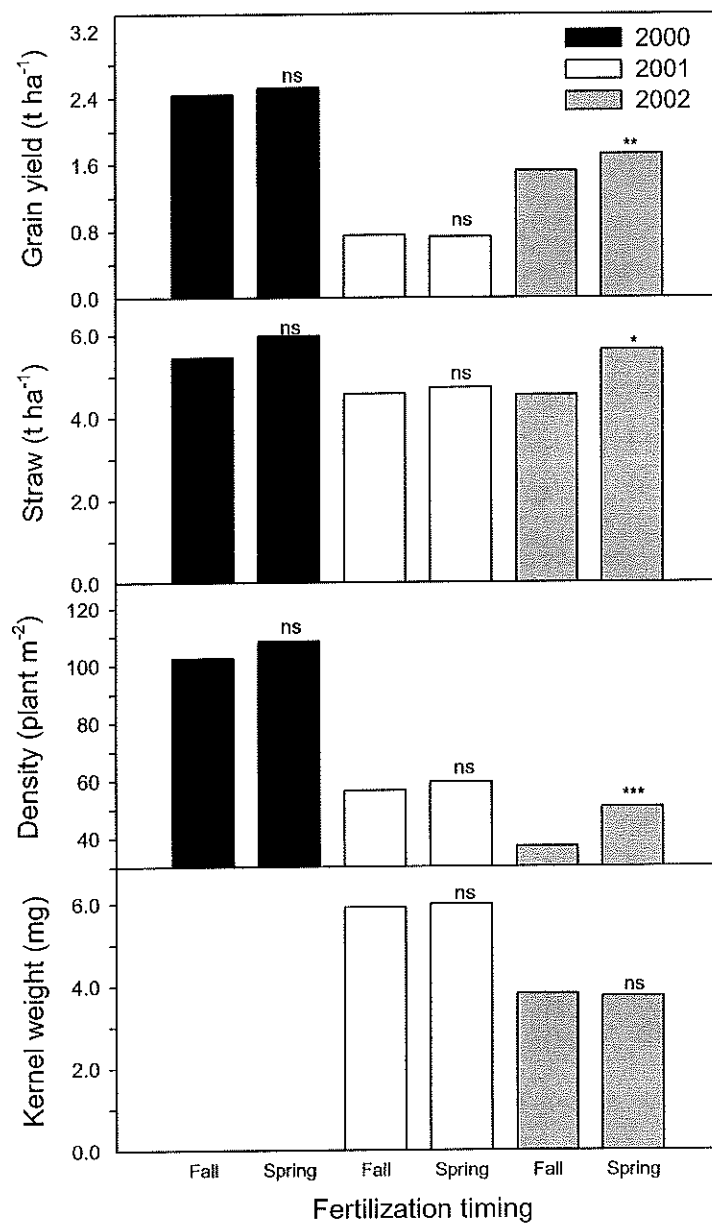 Grain yield (t ha⁻¹)
3.2
2.4
1.6
0.8
0.0
ns
ns
**
2000
2001
2002
Straw (t ha⁻¹)
6.0
4.0
2.0
0.0
ns
ns
*
Density (plant m⁻²)
120
100
80
60
40
ns
ns
***
Kernel weight (mg)
6.0
4.0
2.0
0.0
ns
ns
Fall Spring Fall Spring Fall Spring
Fertilization timing